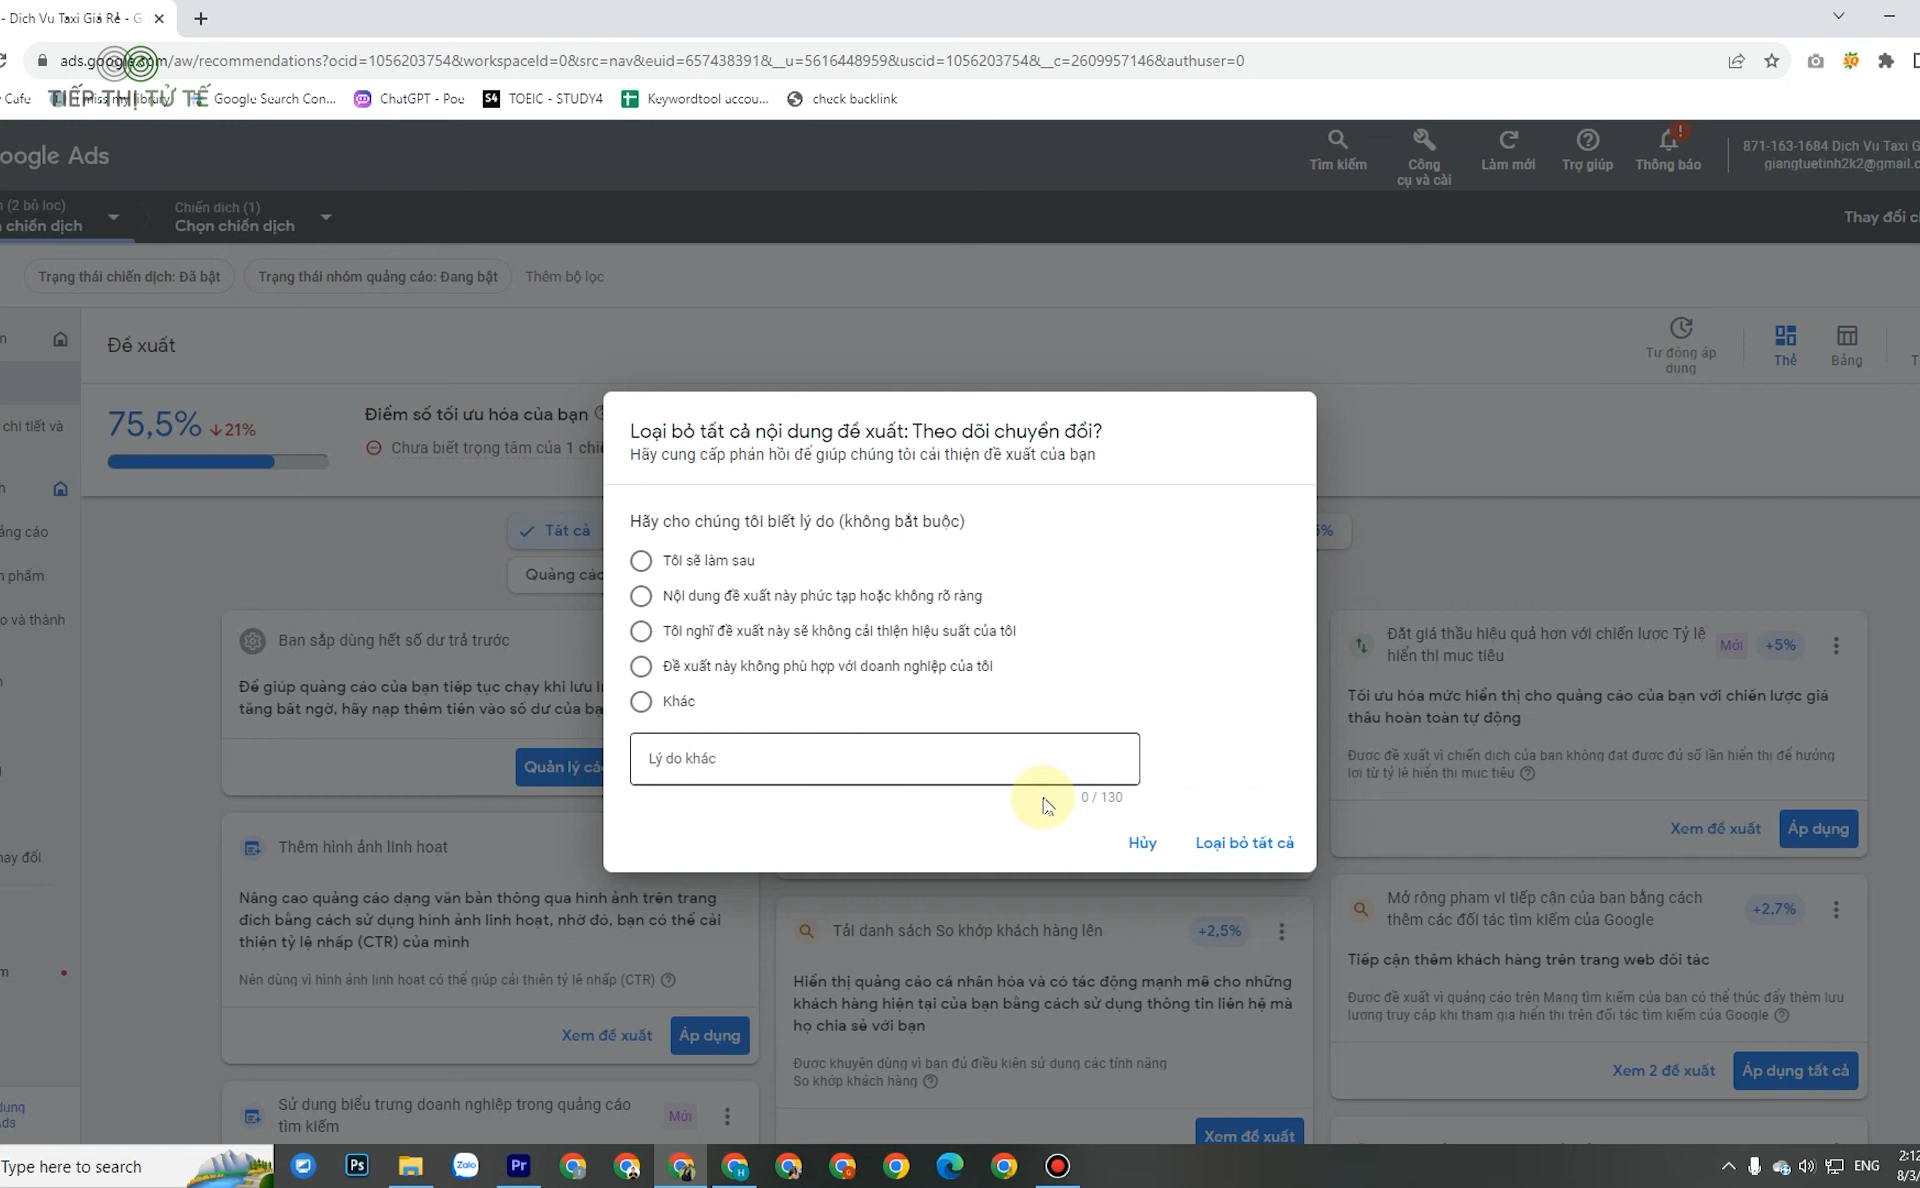 - Dich Vu Taxi Giá Rẻ - G
ads.google.com/aw/recommendations?ocid=1056203754&workspaceId=0&src=nav&euid=657438391&__u=5616448959&uscid=1056203754&__c=2609957146&authuser=0
TIẾP THỊ TỬ TẾ
Cafe
Google Search Con...
ChatGPT - Poe
S4
TOEIC - STUDY4
Keywordtool accou...
check backlink
oogle Ads
Tìm kiếm
Công
cụ và cài
Làm mới
Trợ giúp
Thông báo
871-163-1684 Dich Vu Taxi G
giangtuetinh2k2@gmail.c
(2 bộ lọc)
chiến dịch
Chiến dịch (1)
Chọn chiến dịch
Thay đổi c
Trạng thái chiến dịch: Đã bật
Trạng thái nhóm quảng cáo: Đang bật
Thêm bộ lọc
Đề xuất
Tự động áp
dụng
Thẻ
Bảng
chi tiết và
75,5%
21%
Điểm số tối ưu hóa của bạn
Chưa biết trọng tâm của 1 chiế
ảng cáo
n phẩm
o và thành
hay đổi
Tất cả
Quảng cáo
Loại bỏ tất cả nội dung đề xuất: Theo dõi chuyển đổi?
Hãy cung cấp phản hồi để giúp chúng tôi cải thiện đề xuất của bạn
Hãy cho chúng tôi biết lý do (không bắt buộc)
Tôi sẽ làm sau
Nội dung đề xuất này phức tạp hoặc không rõ ràng
Tôi nghĩ đề xuất này sẽ không cải thiện hiệu suất của tôi
Đề xuất này không phù hợp với doanh nghiệp của tôi
Khác
Lý do khác
0 / 130
Hủy
Loại bỏ tất cả
Bạn sắp dùng hết số dư trả trước
Để giúp quảng cáo của bạn tiếp tục chạy khi lưu l
tăng bất ngờ, hãy nạp thêm tiền vào số dư của bạ
Quản lý cá
Thêm hình ảnh linh hoạt
Nâng cao quảng cáo dạng văn bản thông qua hình ảnh trên trang
đích bằng cách sử dụng hình ảnh linh hoạt, nhờ đó, bạn có thể cải
thiện tỷ lệ nhấp (CTR) của mình
Nên dùng vì hình ảnh linh hoạt có thể giúp cải thiện tỷ lệ nhấp (CTR)
Xem đề xuất
Áp dụng
Sử dụng biểu trưng doanh nghiệp trong quảng cáo
tìm kiếm
Mới
Tải danh sách So khớp khách hàng lên
+2,5%
Hiển thị quảng cáo cá nhân hóa và có tác động mạnh mẽ cho những
khách hàng hiện tại của bạn bằng cách sử dụng thông tin liên hệ mà
họ chia sẻ với bạn
Được khuyên dùng vì bạn đủ điều kiện sử dụng các tính năng
So khớp khách hàng
Xem đề xuất
Đặt giá thầu hiệu quả hơn với chiến lược Tỷ lệ
hiển thị mục tiêu
Mới
+5%
Tối ưu hóa mức hiển thị cho quảng cáo của bạn với chiến lược giá
thầu hoàn toàn tự động
Được đề xuất vì chiến dịch của bạn không đạt được đủ số lần hiển thị để hưởng
lợi từ tỷ lệ hiển thị mục tiêu
Xem đề xuất
Áp dụng
Mở rộng phạm vi tiếp cận của bạn bằng cách
thêm các đối tác tìm kiếm của Google
+2,7%
Tiếp cận thêm khách hàng trên trang web đối tác
Được đề xuất vì quảng cáo trên Mạng tìm kiếm của bạn có thể thúc đẩy thêm lưu
lượng truy cập khi tham gia hiển thị trên đối tác tìm kiếm của Google
Xem 2 đề xuất
Áp dụng tất cả
Type here to search
Ps
Zalo
Pr
ENG
2:12
8/3/